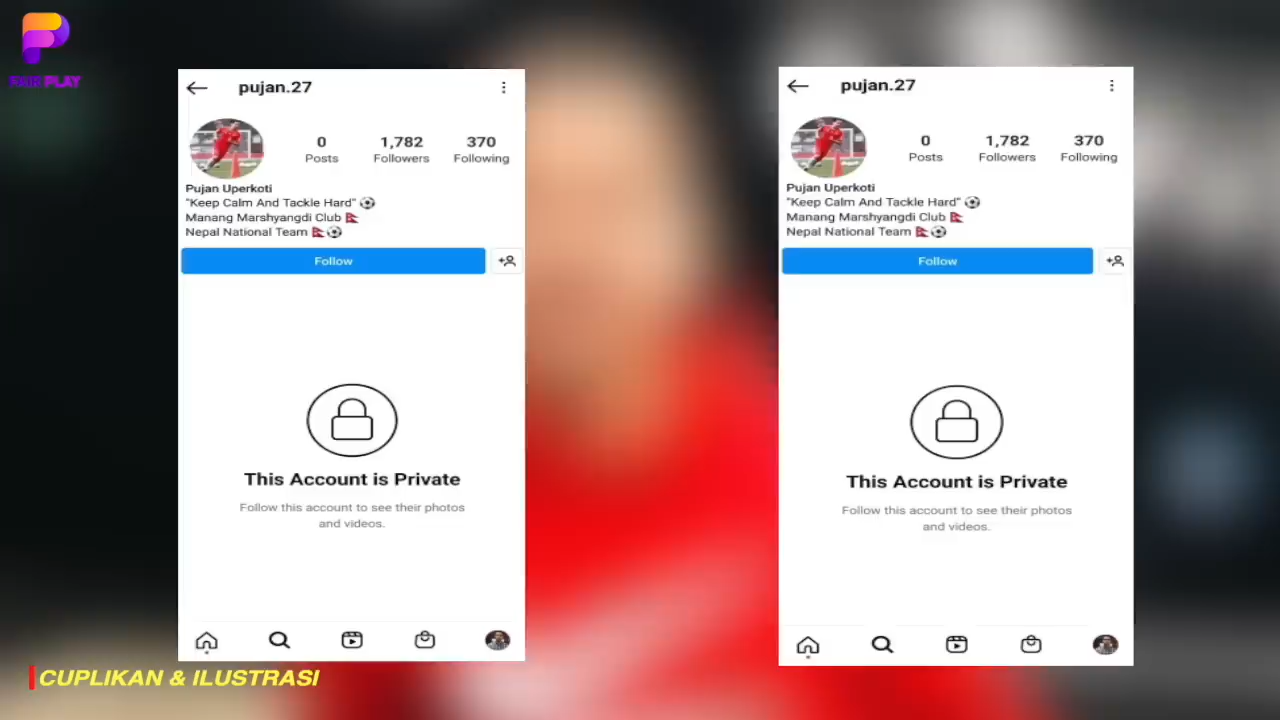 FAIR PLAY
pujan.27
0
1,782
370
Posts
Followers
Following
Pujan Uperkoti
"Keep Calm And Tackle Hard" ⚽
Manang Marshyangdi Club 🇳🇵
Nepal National Team 🇳🇵⚽
Follow
This Account is Private
Follow this account to see their photos
and videos.
pujan.27
0
1,782
370
Posts
Followers
Following
Pujan Uperkoti
"Keep Calm And Tackle Hard" ⚽
Manang Marshyangdi Club 🇳🇵
Nepal National Team 🇳🇵⚽
Follow
This Account is Private
Follow this account to see their photos
and videos.
CUPLIKAN & ILUSTRASI